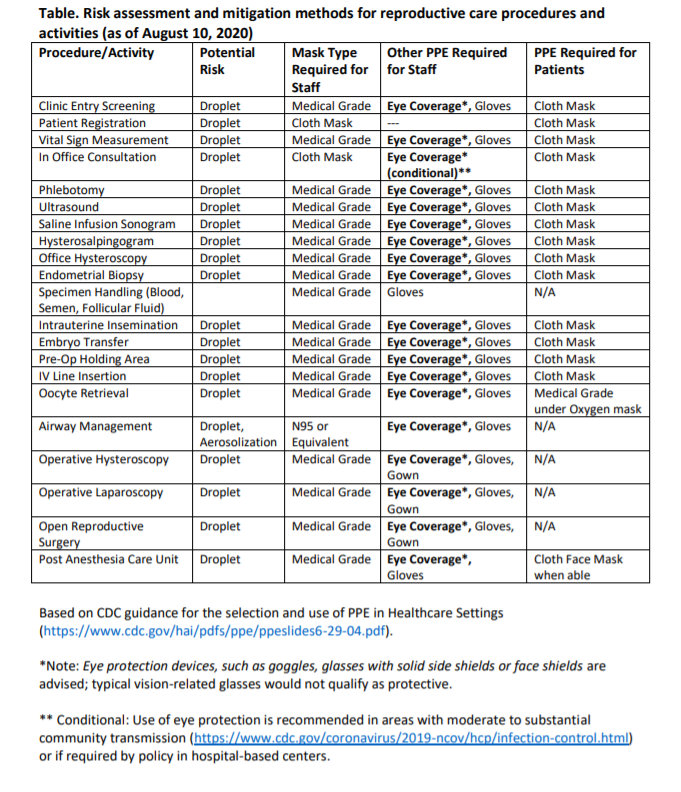 Table. Risk assessment and mitigation methods for reproductive care procedures and
activities (as of August 10, 2020)
Procedure/Activity Potential Risk Mask Type Required for Staff Other PPE Required for Staff PPE Required for Patients
Clinic Entry Screening Droplet Medical Grade Eye Coverage*, Gloves Cloth Mask
Patient Registration Droplet Cloth Mask --- Cloth Mask
Vital Sign Measurement Droplet Medical Grade Eye Coverage*, Gloves Cloth Mask
In Office Consultation Droplet Cloth Mask Eye Coverage* (conditional)** Cloth Mask
Phlebotomy Droplet Medical Grade Eye Coverage*, Gloves Cloth Mask
Ultrasound Droplet Medical Grade Eye Coverage*, Gloves Cloth Mask
Saline Infusion Sonogram Droplet Medical Grade Eye Coverage*, Gloves Cloth Mask
Hysterosalpingogram Droplet Medical Grade Eye Coverage*, Gloves Cloth Mask
Office Hysteroscopy Droplet Medical Grade Eye Coverage*, Gloves Cloth Mask
Endometrial Biopsy Droplet Medical Grade Eye Coverage*, Gloves Cloth Mask
Specimen Handling (Blood, Semen, Follicular Fluid) Medical Grade Gloves N/A
Intrauterine Insemination Droplet Medical Grade Eye Coverage*, Gloves Cloth Mask
Embryo Transfer Droplet Medical Grade Eye Coverage*, Gloves Cloth Mask
Pre-Op Holding Area Droplet Medical Grade Eye Coverage*, Gloves Cloth Mask
IV Line Insertion Droplet Medical Grade Eye Coverage*, Gloves Cloth Mask
Oocyte Retrieval Droplet Medical Grade Eye Coverage*, Gloves Medical Grade under Oxygen mask
Airway Management Droplet, Aerosolization N95 or Equivalent Eye Coverage*, Gloves N/A
Operative Hysteroscopy Droplet Medical Grade Eye Coverage*, Gloves, Gown N/A
Operative Laparoscopy Droplet Medical Grade Eye Coverage*, Gloves, Gown N/A
Open Reproductive Surgery Droplet Medical Grade Eye Coverage*, Gloves, Gown N/A
Post Anesthesia Care Unit Droplet Medical Grade Eye Coverage*, Gloves Cloth Face Mask when able
Based on CDC guidance for the selection and use of PPE in Healthcare Settings
(https://www.cdc.gov/hai/pdfs/ppe/ppeslides6-29-04.pdf).
*Note: Eye protection devices, such as goggles, glasses with solid side shields or face shields are
advised; typical vision-related glasses would not qualify as protective.
** Conditional: Use of eye protection is recommended in areas with moderate to substantial
community transmission (https://www.cdc.gov/coronavirus/2019-ncov/hcp/infection-control.html)
or if required by policy in hospital-based centers.